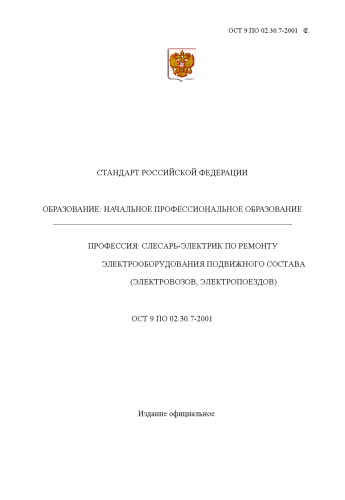 ОСТ 9 ПО 02.30.7-2001 С.
СТАНДАРТ РОССИЙСКОЙ ФЕДЕРАЦИИ
ОБРАЗОВАНИЕ: НАЧАЛЬНОЕ ПРОФЕССИОНАЛЬНОЕ ОБРАЗОВАНИЕ
ПРОФЕССИЯ: СЛЕСАРЬ-ЭЛЕКТРИК ПО РЕМОНТУ
ЭЛЕКТРООБОРУДОВАНИЯ ПОДВИЖНОГО СОСТАВА
(ЭЛЕКТРОВОЗОВ, ЭЛЕКТРОПОЕЗДОВ)
ОСТ 9 ПО 02.30.7-2001
Издание официальное